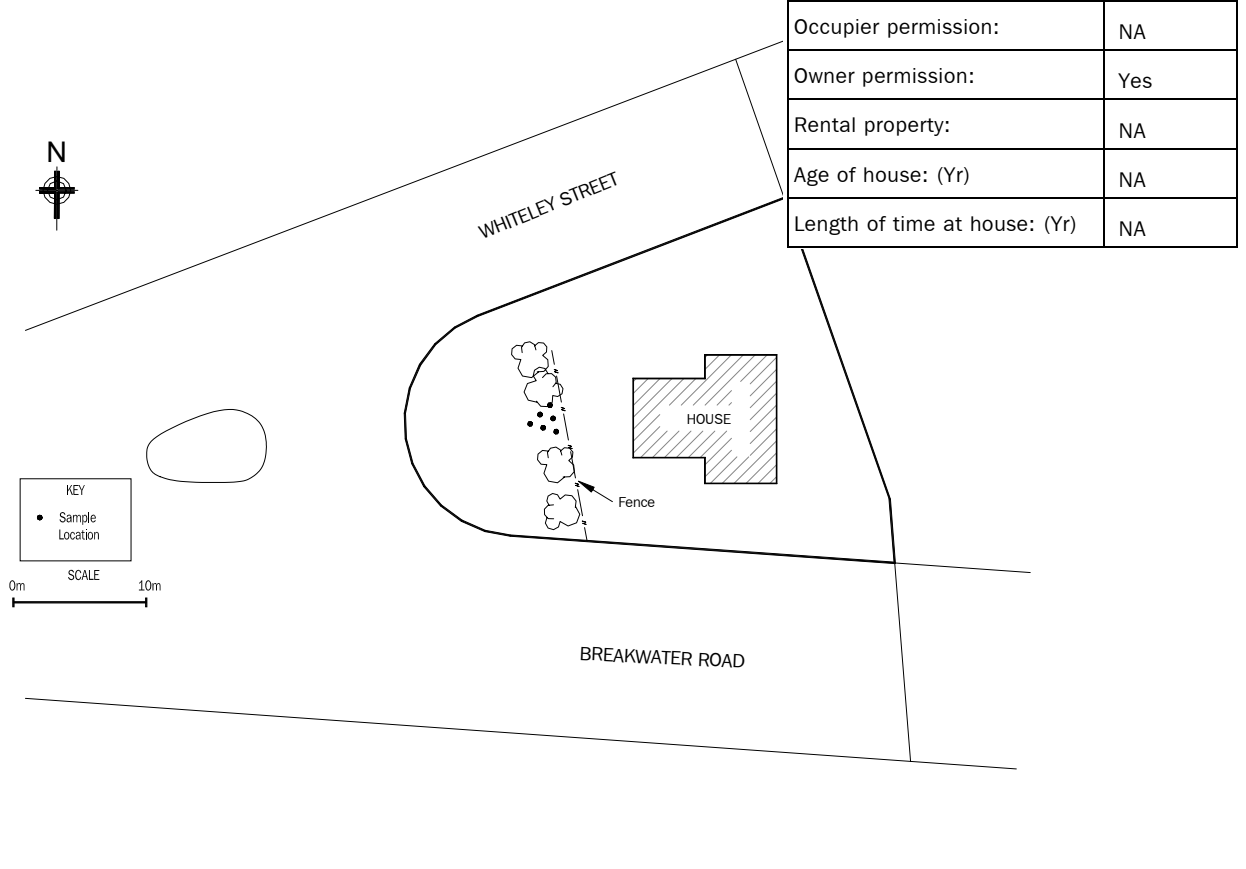 Occupier permission: NA
Owner permission: Yes
Rental property: NA
Age of house: (Yr) NA
Length of time at house: (Yr) NA
N
WHITELEY STREET
HOUSE
Fence
KEY
Sample
Location
SCALE
0m 10m
BREAKWATER ROAD